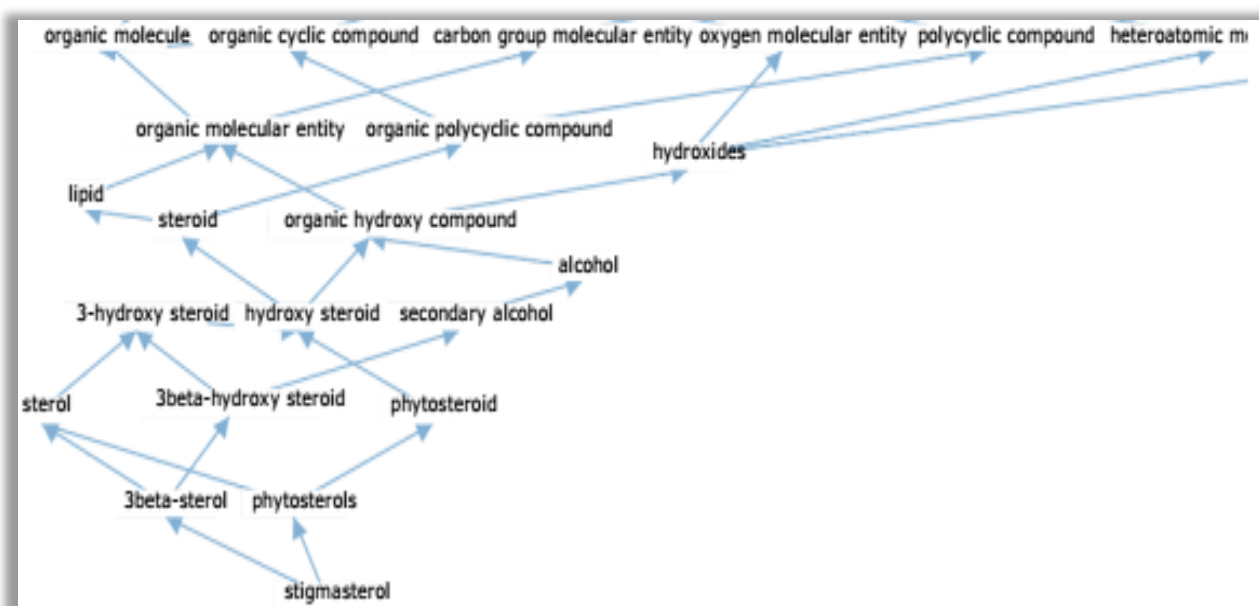 organic molecule organic cyclic compound carbon group molecular entity oxygen molecular entity polycyclic compound heteroatomic
organic molecular entity organic polycyclic compound
hydroxides
lipid
steroid organic hydroxy compound
alcohol
3-hydroxy steroid hydroxy steroid secondary alcohol
sterol 3beta-hydroxy steroid phytosteroid
3beta-sterol phytosterols
stigmasterol